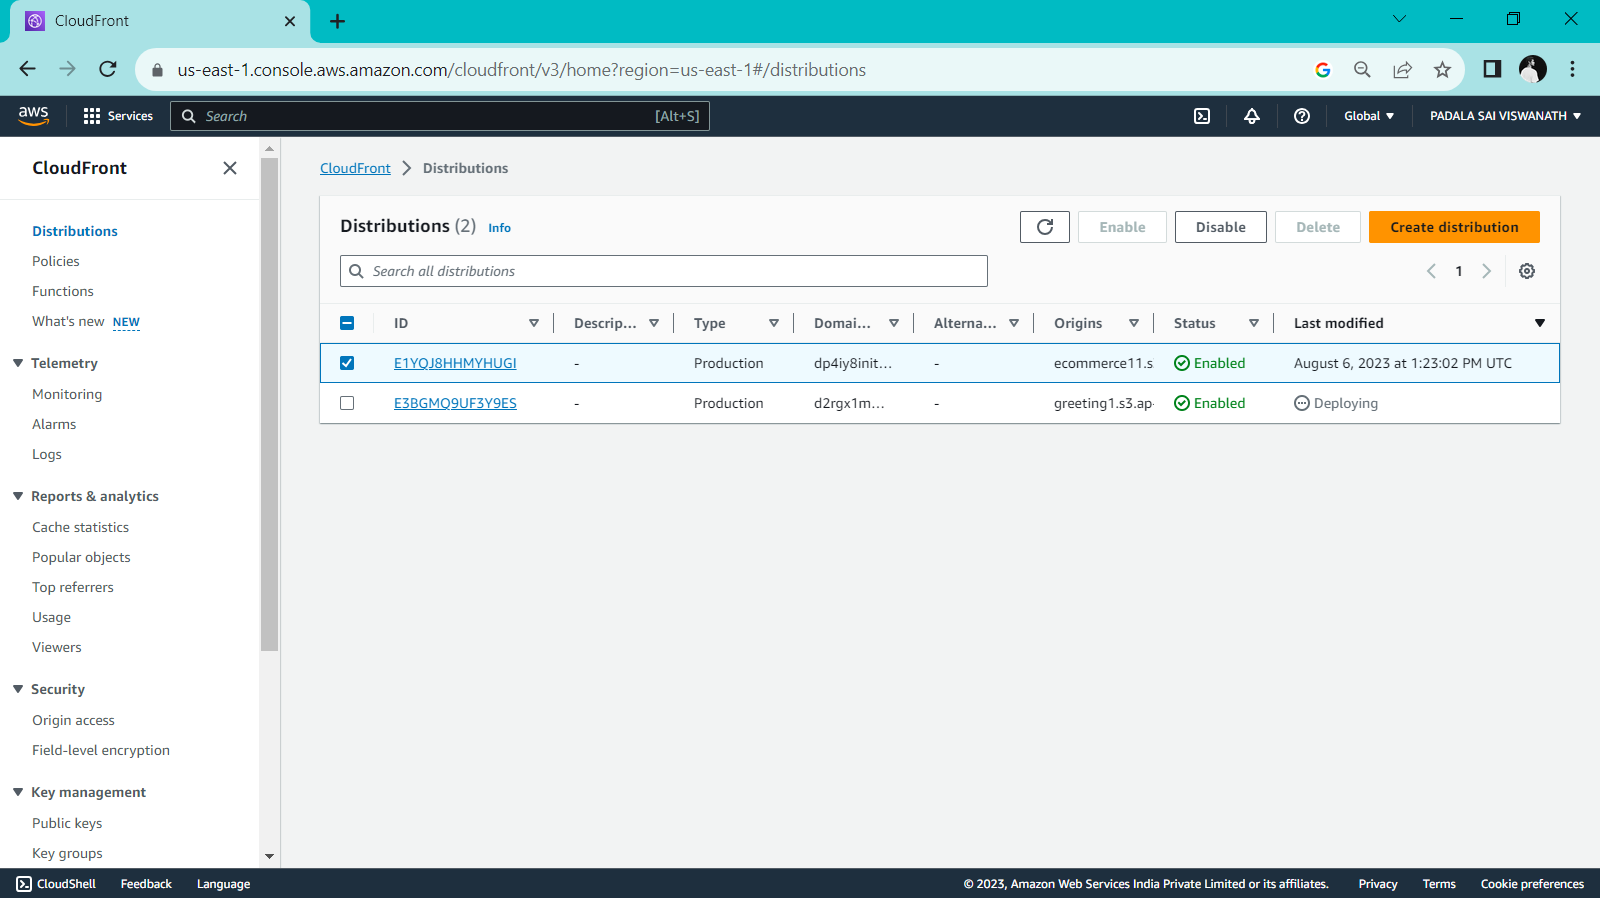 CloudFront
us-east-1.console.aws.amazon.com/cloudfront/v3/home?region=us-east-1#/distributions
aws
Services
Search
[Alt+S]
Global
PADALA SAI VISWANATH
CloudFront
Distributions
Policies
Functions
What's new NEW
Telemetry
Monitoring
Alarms
Logs
Reports & analytics
Cache statistics
Popular objects
Top referrers
Usage
Viewers
Security
Origin access
Field-level encryption
Key management
Public keys
Key groups
CloudFront > Distributions
Distributions (2) Info
Enable
Disable
Delete
Create distribution
Search all distributions
1
ID Descrip... Type Domai... Alterna... Origins Status Last modified
E1YQJ8HHMYHUGI - Production dp4iy8init... - ecommerce11.s Enabled August 6, 2023 at 1:23:02 PM UTC
E3BGMQ9UF3Y9ES - Production d2rgx1m... - greeting1.s3.ap- Enabled Deploying
CloudShell Feedback Language © 2023, Amazon Web Services India Private Limited or its affiliates. Privacy Terms Cookie preferences